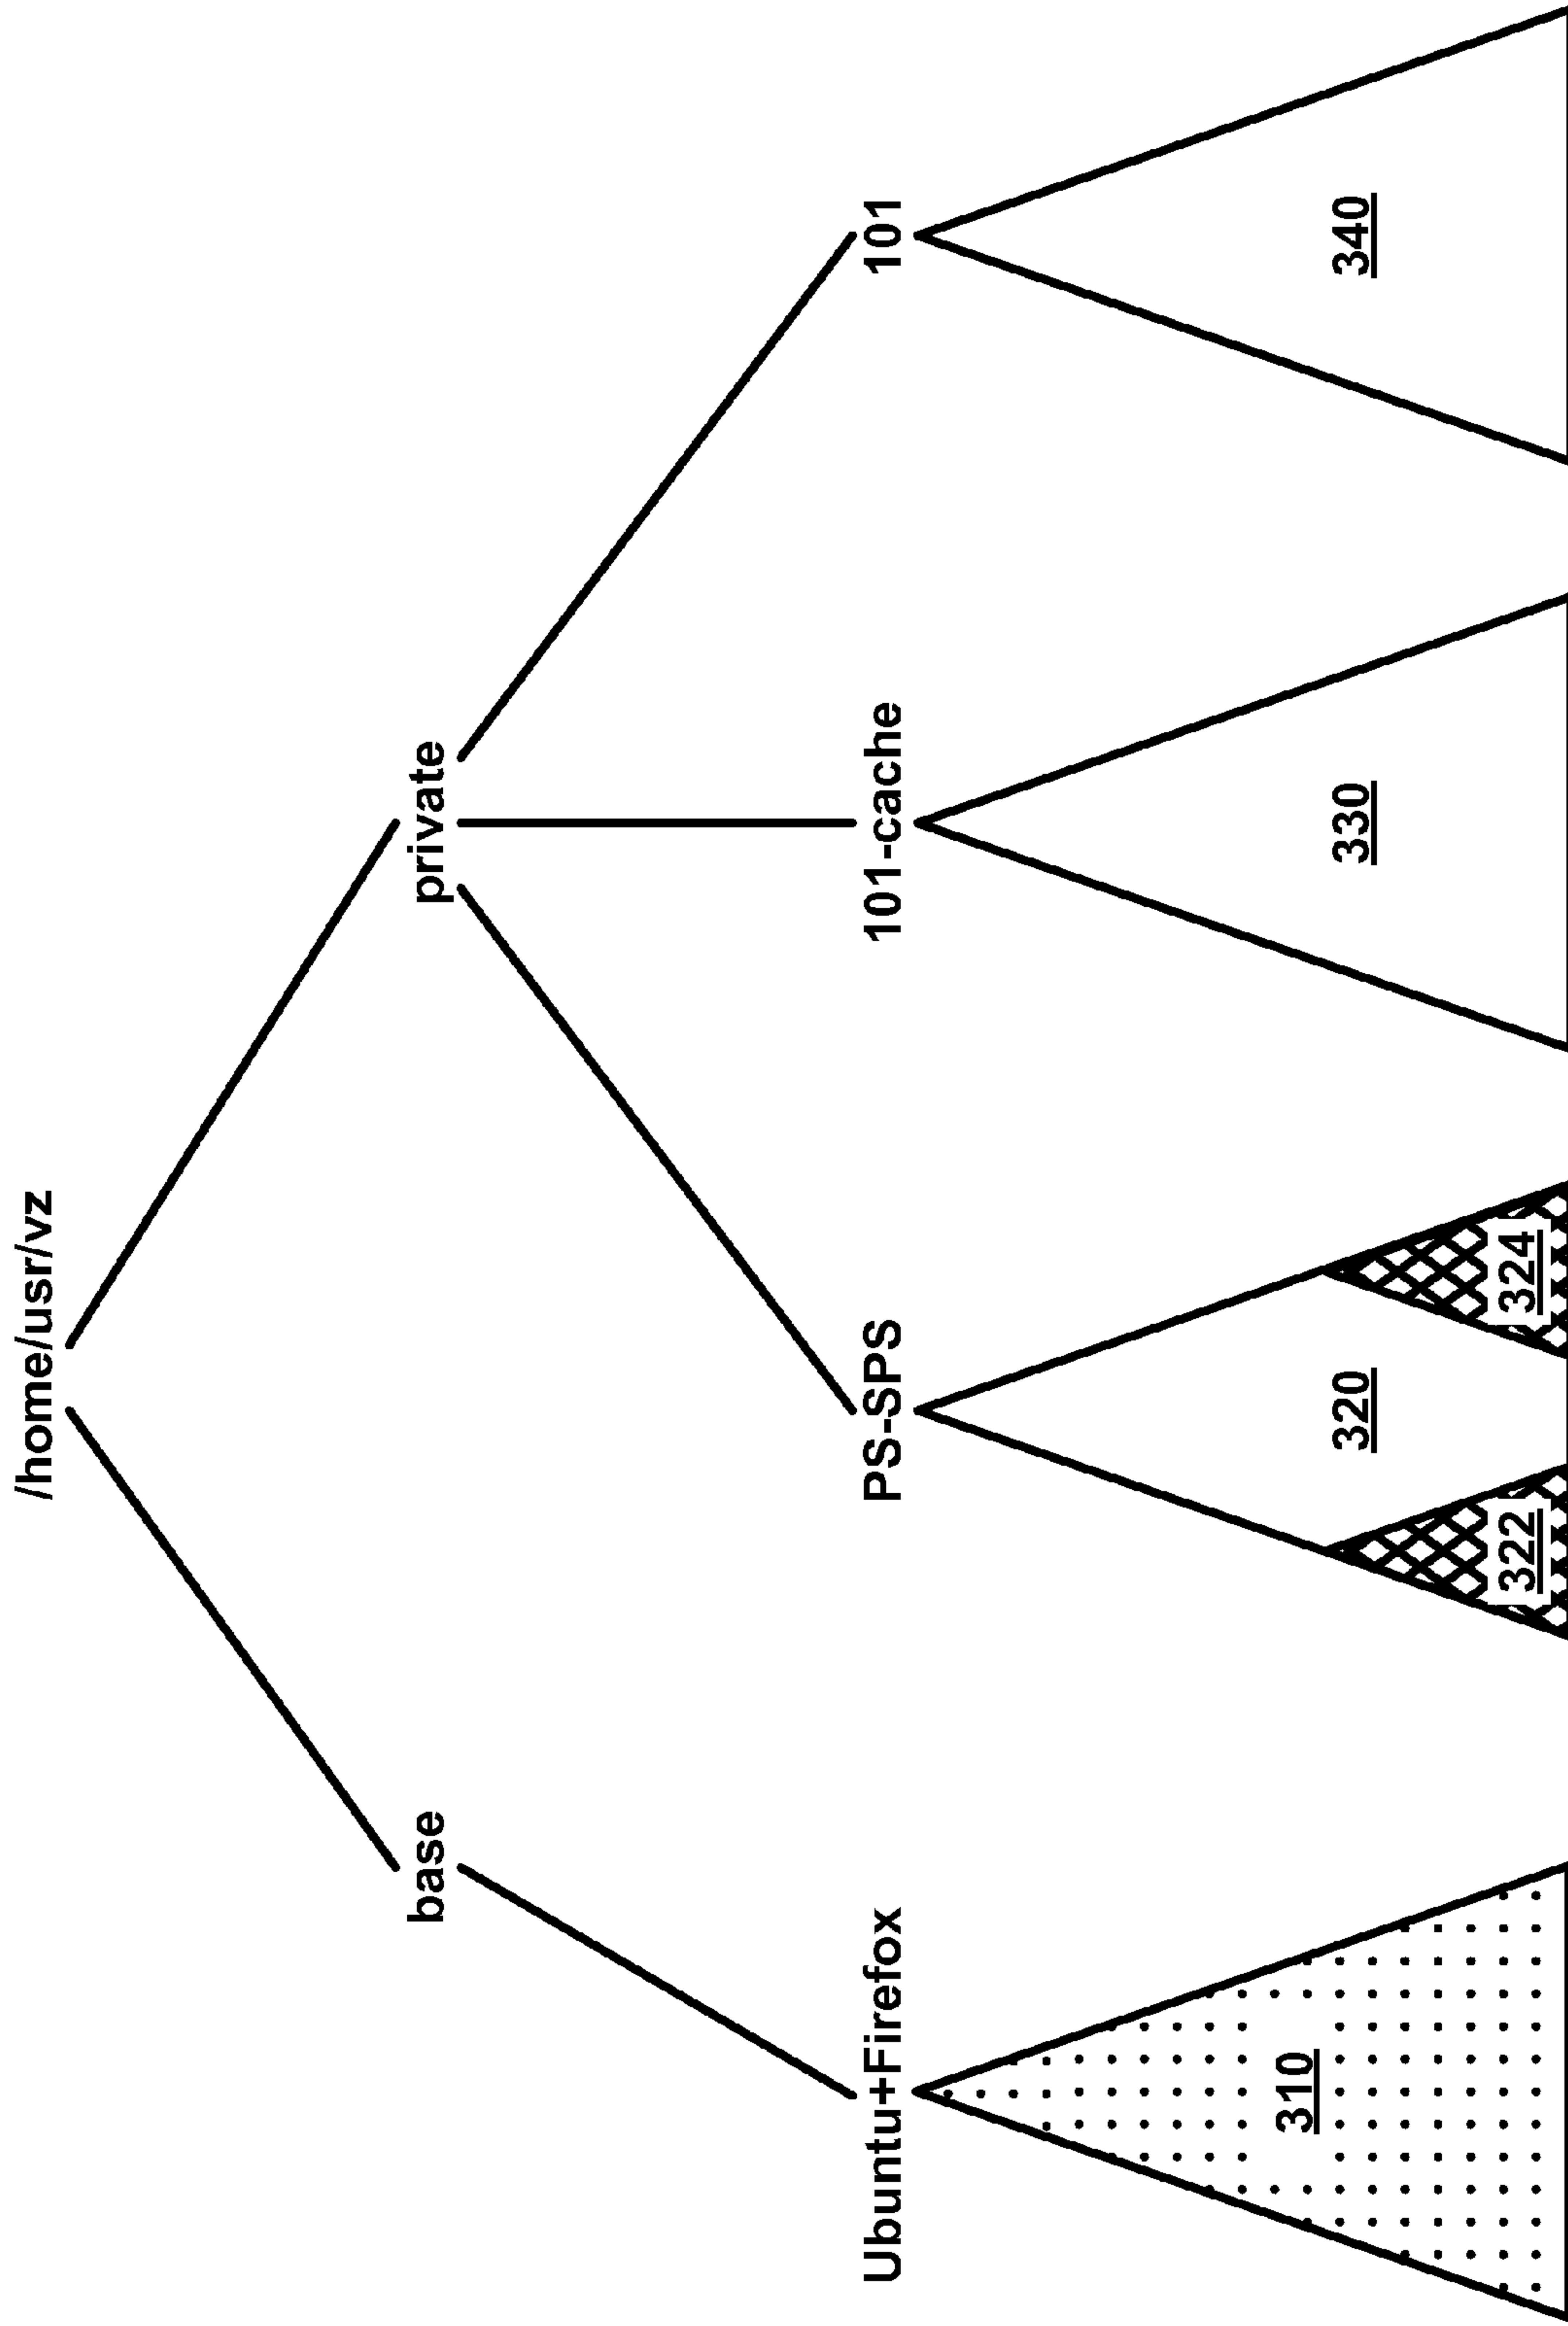 /home/usr/vz
base
private
Ubuntu+Firefox
PS-SPS
101-cache
101
310
320
330
340
322
324